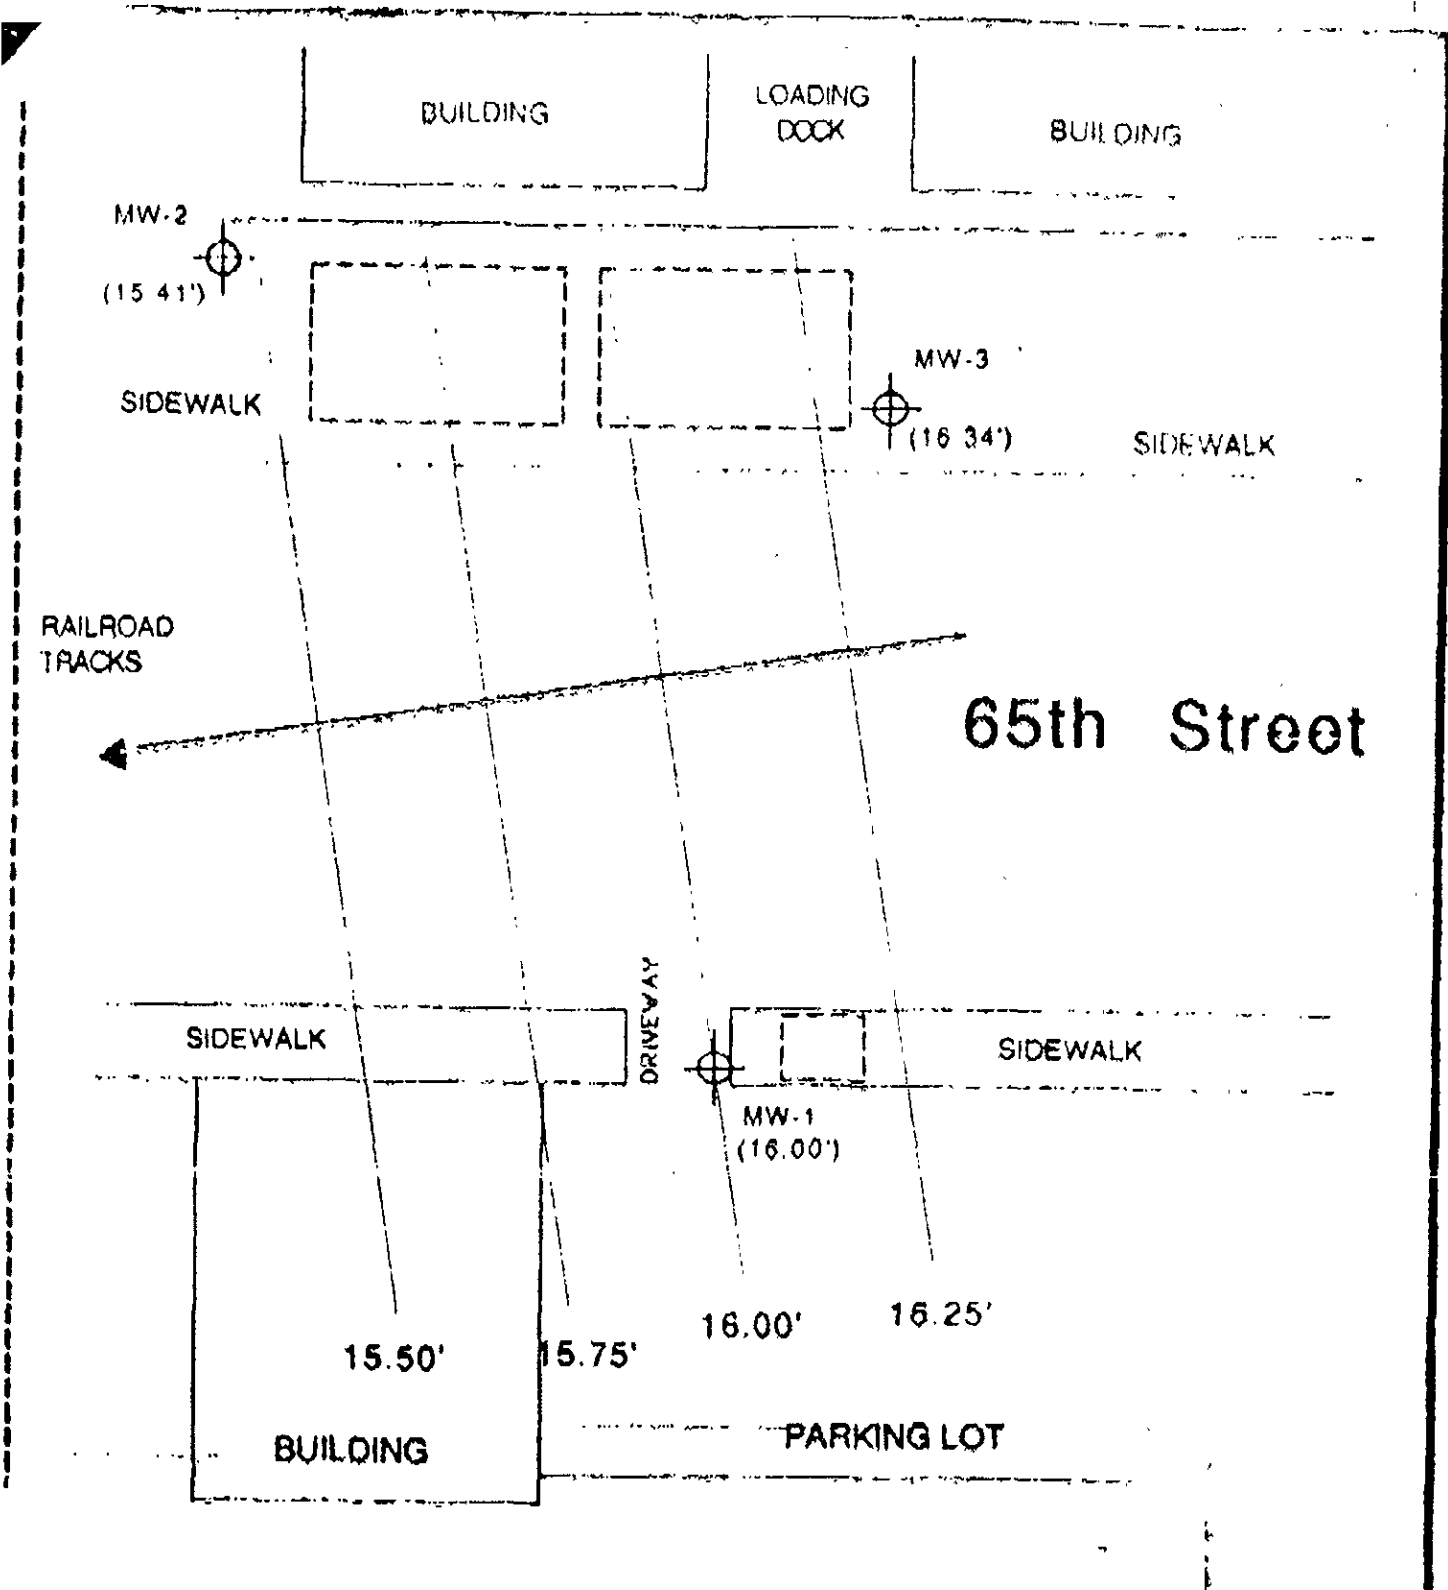 BUILDING
LOADING
DOCK
BUILDING
MW-2
(15 41')
MW-3
SIDEWALK
(16 34')
SIDEWALK
RAILROAD
TRACKS
65th Street
DRIVEWAY
SIDEWALK
SIDEWALK
MW-1
(16.00')
15.50'
15.75'
16.00'
16.25'
BUILDING
PARKING LOT